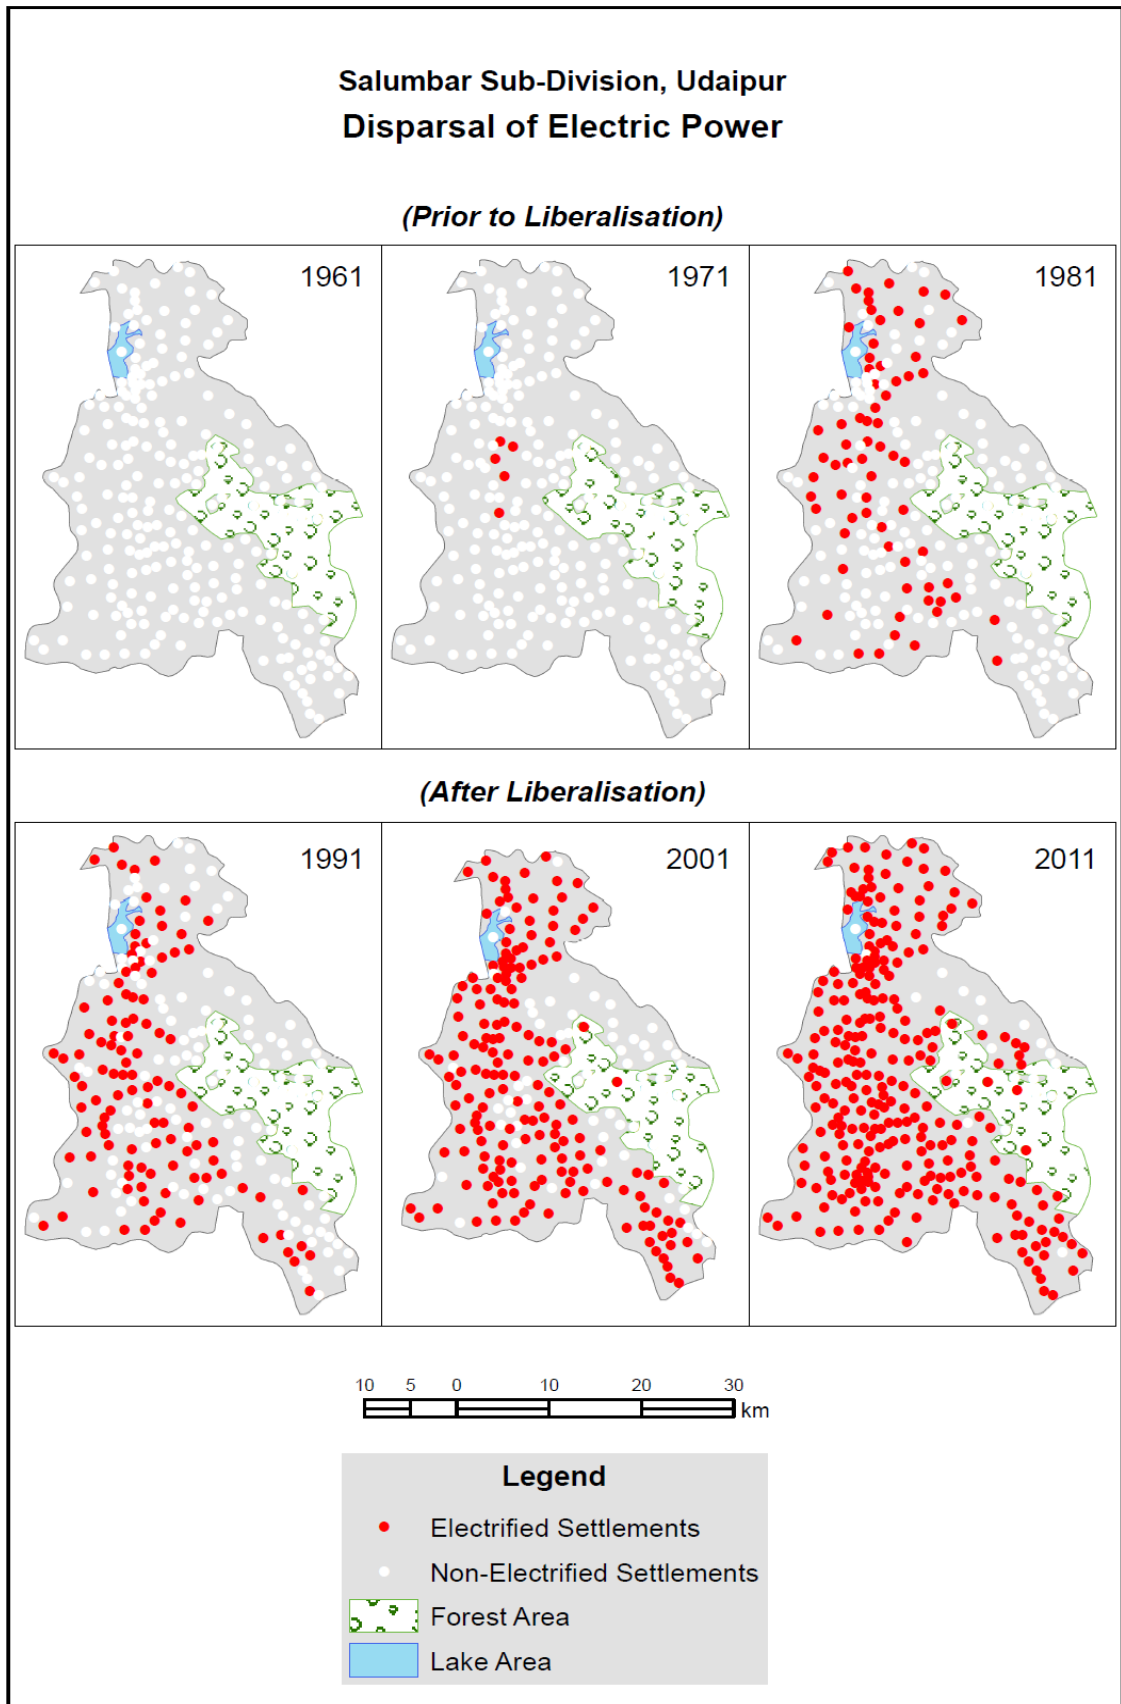 Salumbar Sub-Division, Udaipur
Disparsal of Electric Power
(Prior to Liberalisation)
1961
1971
1981
(After Liberalisation)
1991
2001
2011
10 5 0 10 20 30
km
Legend
Electrified Settlements
Non-Electrified Settlements
Forest Area
Lake Area